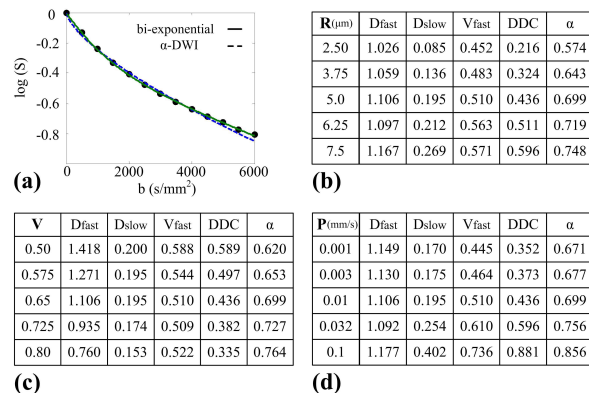 0
-0.2
-0.4
-0.6
-0.8
log (S)
bi-exponential
α-DWI
0 2000 4000 6000
b (s/mm²)
(a)
R(μm) Dfast Dslow Vfast DDC α
2.50 1.026 0.085 0.452 0.216 0.574
3.75 1.059 0.136 0.483 0.324 0.643
5.0 1.106 0.195 0.510 0.436 0.699
6.25 1.097 0.212 0.563 0.511 0.719
7.5 1.167 0.269 0.571 0.596 0.748
(b)
V Dfast Dslow Vfast DDC α
0.50 1.418 0.200 0.588 0.589 0.620
0.575 1.271 0.195 0.544 0.497 0.653
0.65 1.106 0.195 0.510 0.436 0.699
0.725 0.935 0.174 0.509 0.382 0.727
0.80 0.760 0.153 0.522 0.335 0.764
(c)
P(mm/s) Dfast Dslow Vfast DDC α
0.001 1.149 0.170 0.445 0.352 0.671
0.003 1.130 0.175 0.464 0.373 0.677
0.01 1.106 0.195 0.510 0.436 0.699
0.032 1.092 0.254 0.610 0.596 0.756
0.1 1.177 0.402 0.736 0.881 0.856
(d)